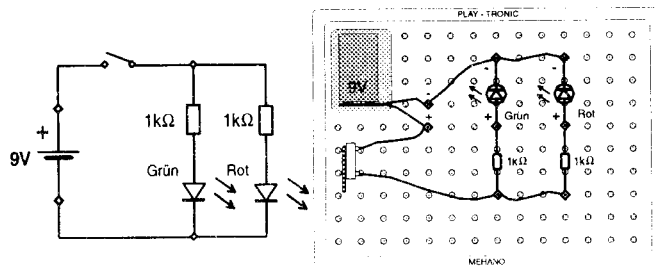 PLAY - TRONIC
1kΩ
1kΩ
+
9V
Grün
Rot
9V
-
+
-
-
+
Grün
+
Rot
1kΩ
1kΩ
MEHANO